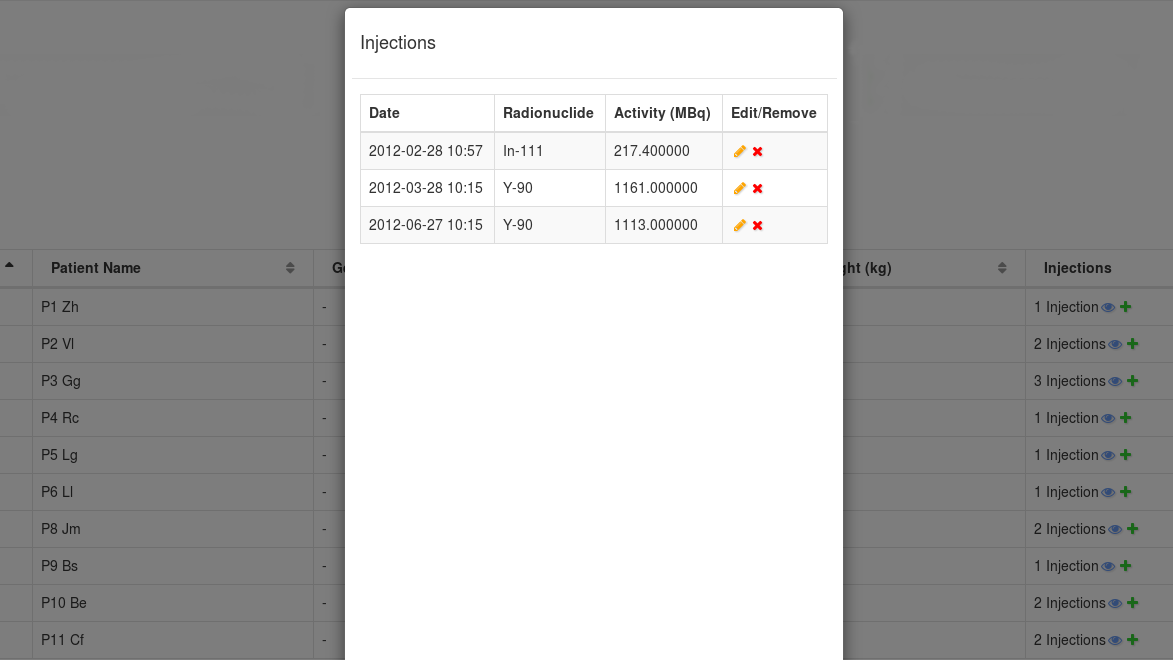 Injections
Date Radionuclide Activity (MBq) Edit/Remove
2012-02-28 10:57 In-111 217.400000
2012-03-28 10:15 Y-90 1161.000000
2012-06-27 10:15 Y-90 1113.000000
Patient Name Ge ght (kg) Injections
P1 Zh - 1 Injection
P2 Vl - 2 Injections
P3 Gg - 3 Injections
P4 Rc - 1 Injection
P5 Lg - 1 Injection
P6 Ll - 1 Injection
P8 Jm - 2 Injections
P9 Bs - 1 Injection
P10 Be - 2 Injections
P11 Cf - 2 Injections